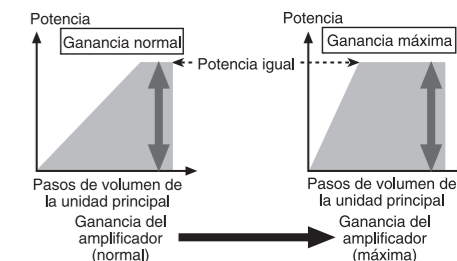 Potencia
Ganancia normal
Potencia igual
Pasos de volumen de
la unidad principal
Ganancia del
amplificador
(normal)
Potencia
Ganancia máxima
Pasos de volumen de
la unidad principal
Ganancia del
amplificador
(máxima)